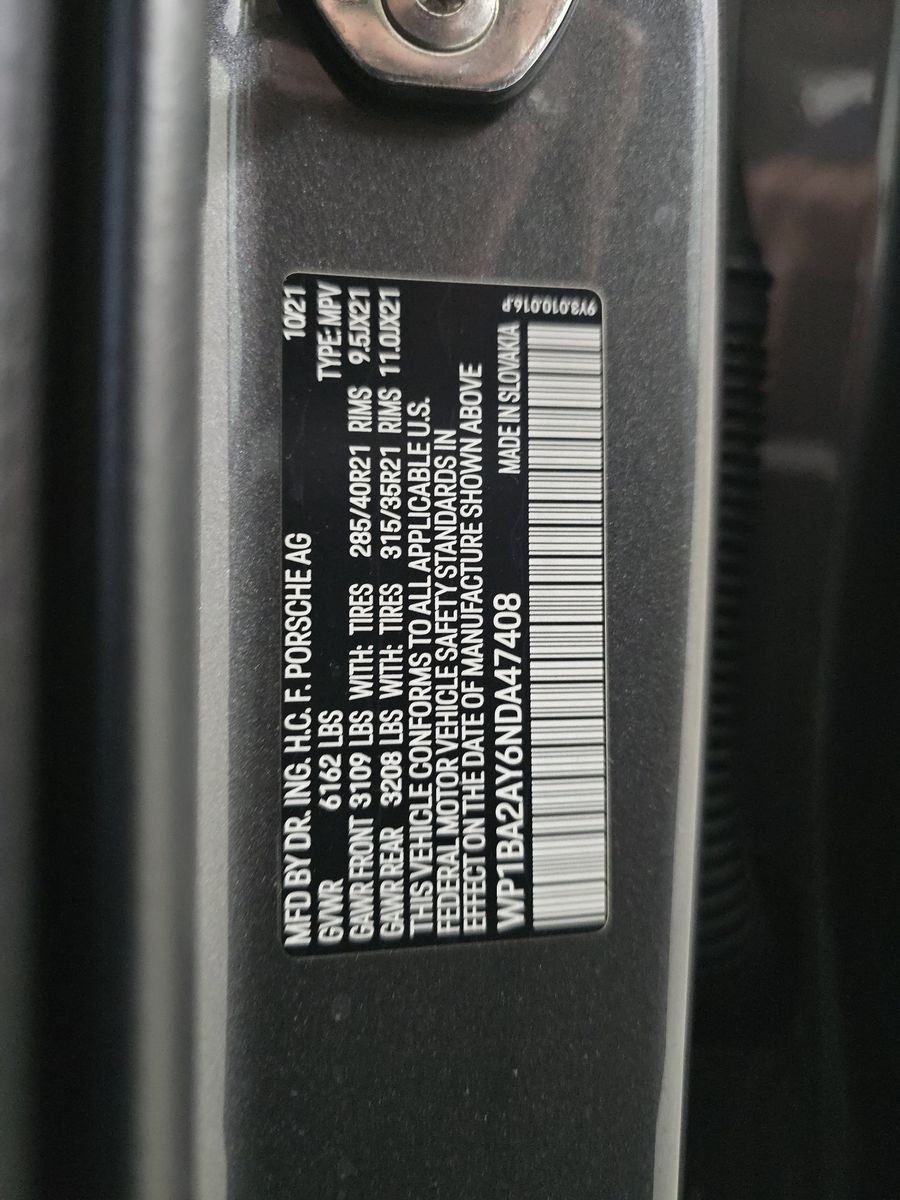 MFD BY DR. ING. H.C. F. PORSCHE AG 10/21
GVWR 6162 LBS TYPE: MPV
GAWR FRONT 3109 LBS WITH: TIRES 285/40R21 RIMS 9.5JX21
GAWR REAR 3208 LBS WITH: TIRES 315/35R21 RIMS 11.0JX21
THIS VEHICLE CONFORMS TO ALL APPLICABLE U.S.
FEDERAL MOTOR VEHICLE SAFETY STANDARDS IN
EFFECT ON THE DATE OF MANUFACTURE SHOWN ABOVE
WP1BA2AY6NDA47408 MADE IN SLOVAKIA
9Y3.010.016.P